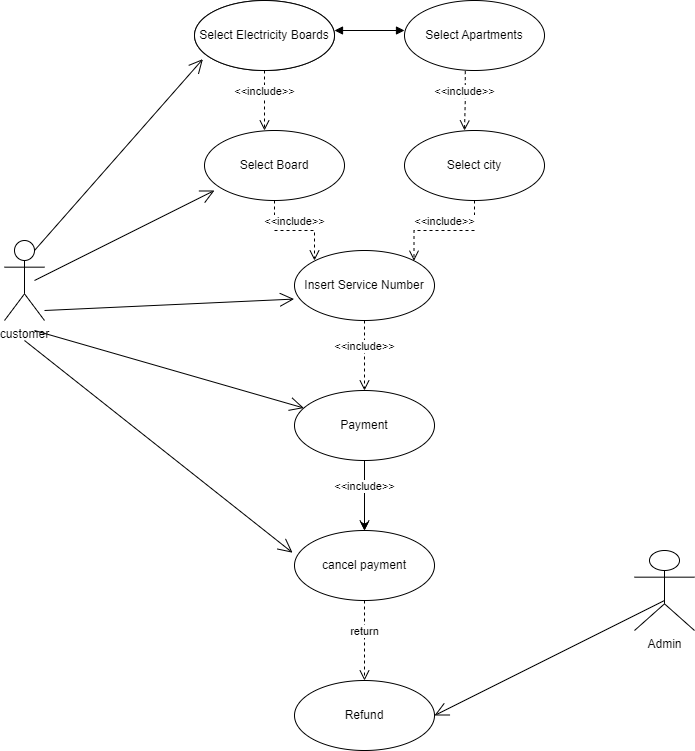 Select Electricity Boards
Select Apartments
<<include>>
<<include>>
Select Board
Select city
<<include>>
<<include>>
customer
Insert Service Number
<<include>>
Payment
<<include>>
cancel payment
return
Admin
Refund